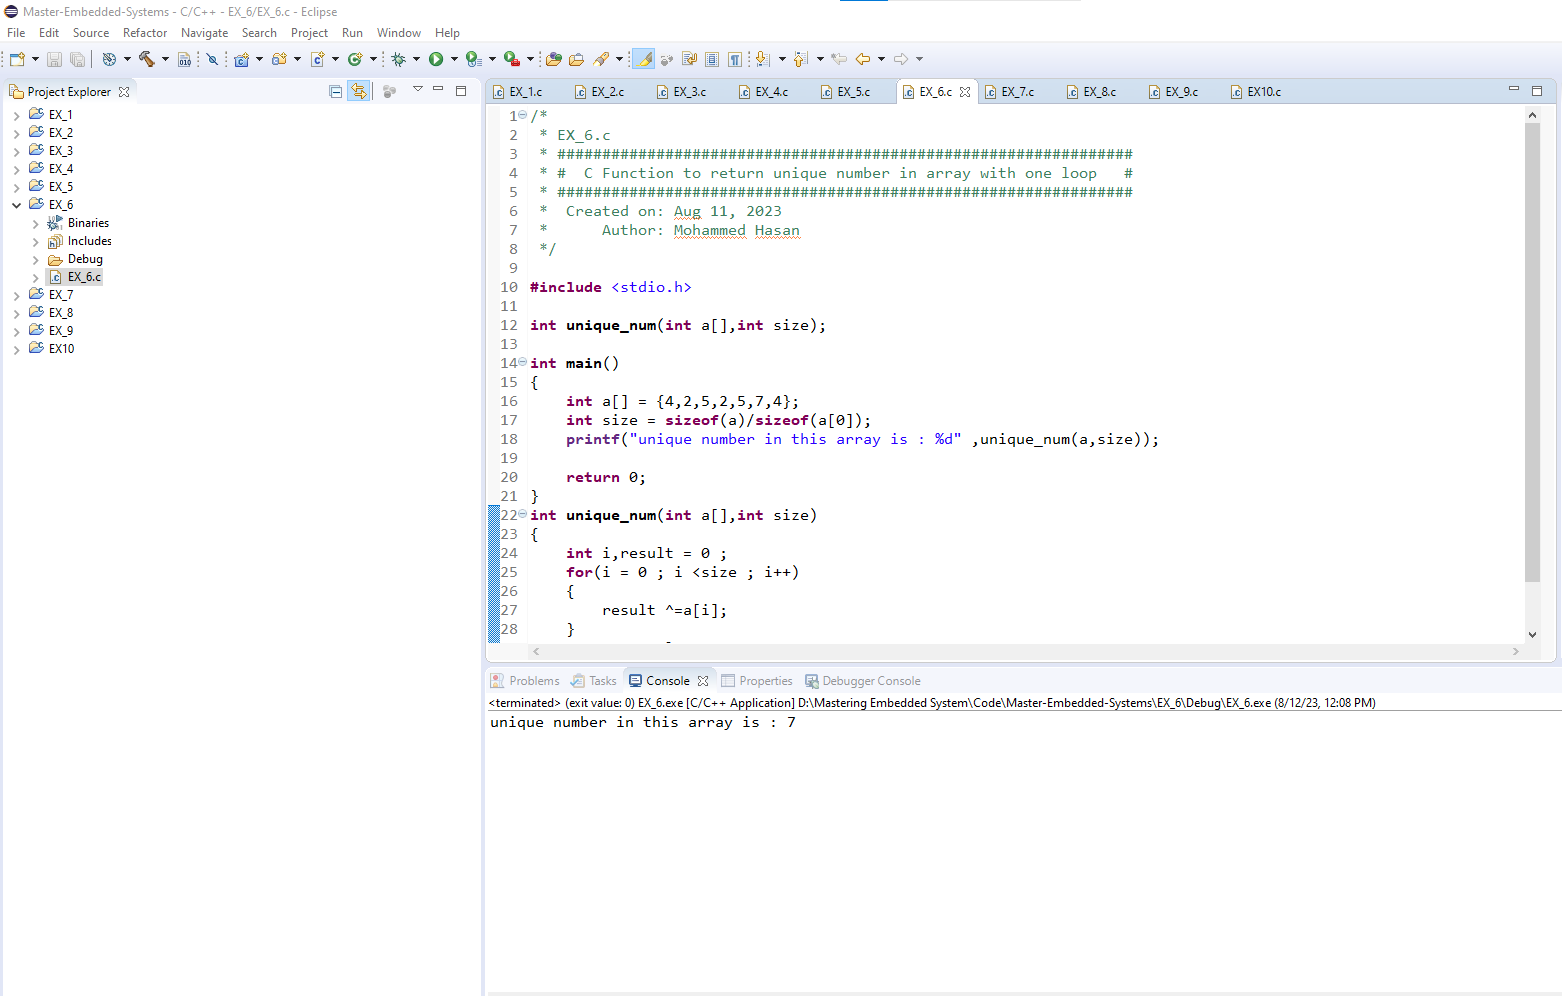 Master-Embedded-Systems - C/C++ - EX_6/EX_6.c - Eclipse
File Edit Source Refactor Navigate Search Project Run Window Help
Project Explorer
EX_1
EX_2
EX_3
EX_4
EX_5
EX_6
Binaries
Includes
Debug
EX_6.c
EX_7
EX_8
EX_9
EX10
EX_1.c EX_2.c EX_3.c EX_4.c EX_5.c EX_6.c EX_7.c EX_8.c EX_9.c EX10.c
1 /*
2  * EX_6.c
3  * ################################################################
4  * #  C Function to return unique number in array with one loop   #
5  * ################################################################
6  *  Created on: Aug 11, 2023
7  *      Author: Mohammed Hasan
8  */
9
10 #include <stdio.h>
11
12 int unique_num(int a[],int size);
13
14 int main()
15 {
16     int a[] = {4,2,5,2,5,7,4};
17     int size = sizeof(a)/sizeof(a[0]);
18     printf("unique number in this array is : %d" ,unique_num(a,size));
19
20     return 0;
21 }
22 int unique_num(int a[],int size)
23 {
24     int i,result = 0 ;
25     for(i = 0 ; i <size ; i++)
26     {
27         result ^=a[i];
28     }
Problems Tasks Console Properties Debugger Console
<terminated> (exit value: 0) EX_6.exe [C/C++ Application] D:\Mastering Embedded System\Code\Master-Embedded-Systems\EX_6\Debug\EX_6.exe (8/12/23, 12:08 PM)
unique number in this array is : 7